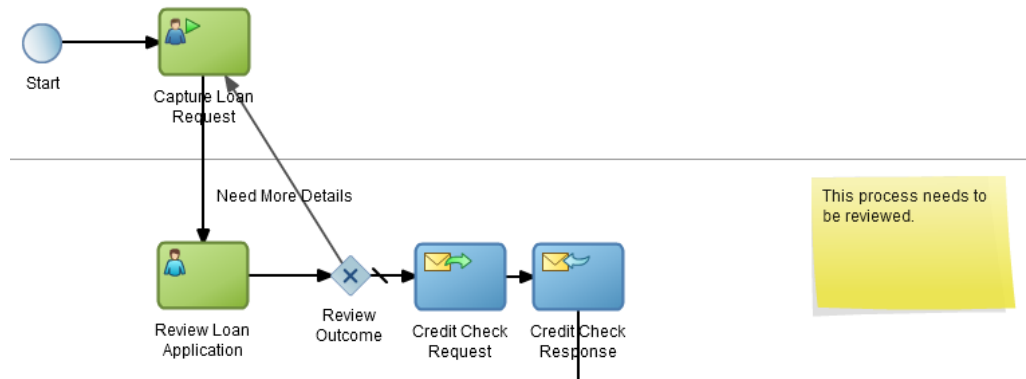 Start
Capture Loan
Request
Need More Details
This process needs to
be reviewed.
Review Loan
Application
Review
Outcome
Credit Check
Request
Credit Check
Response